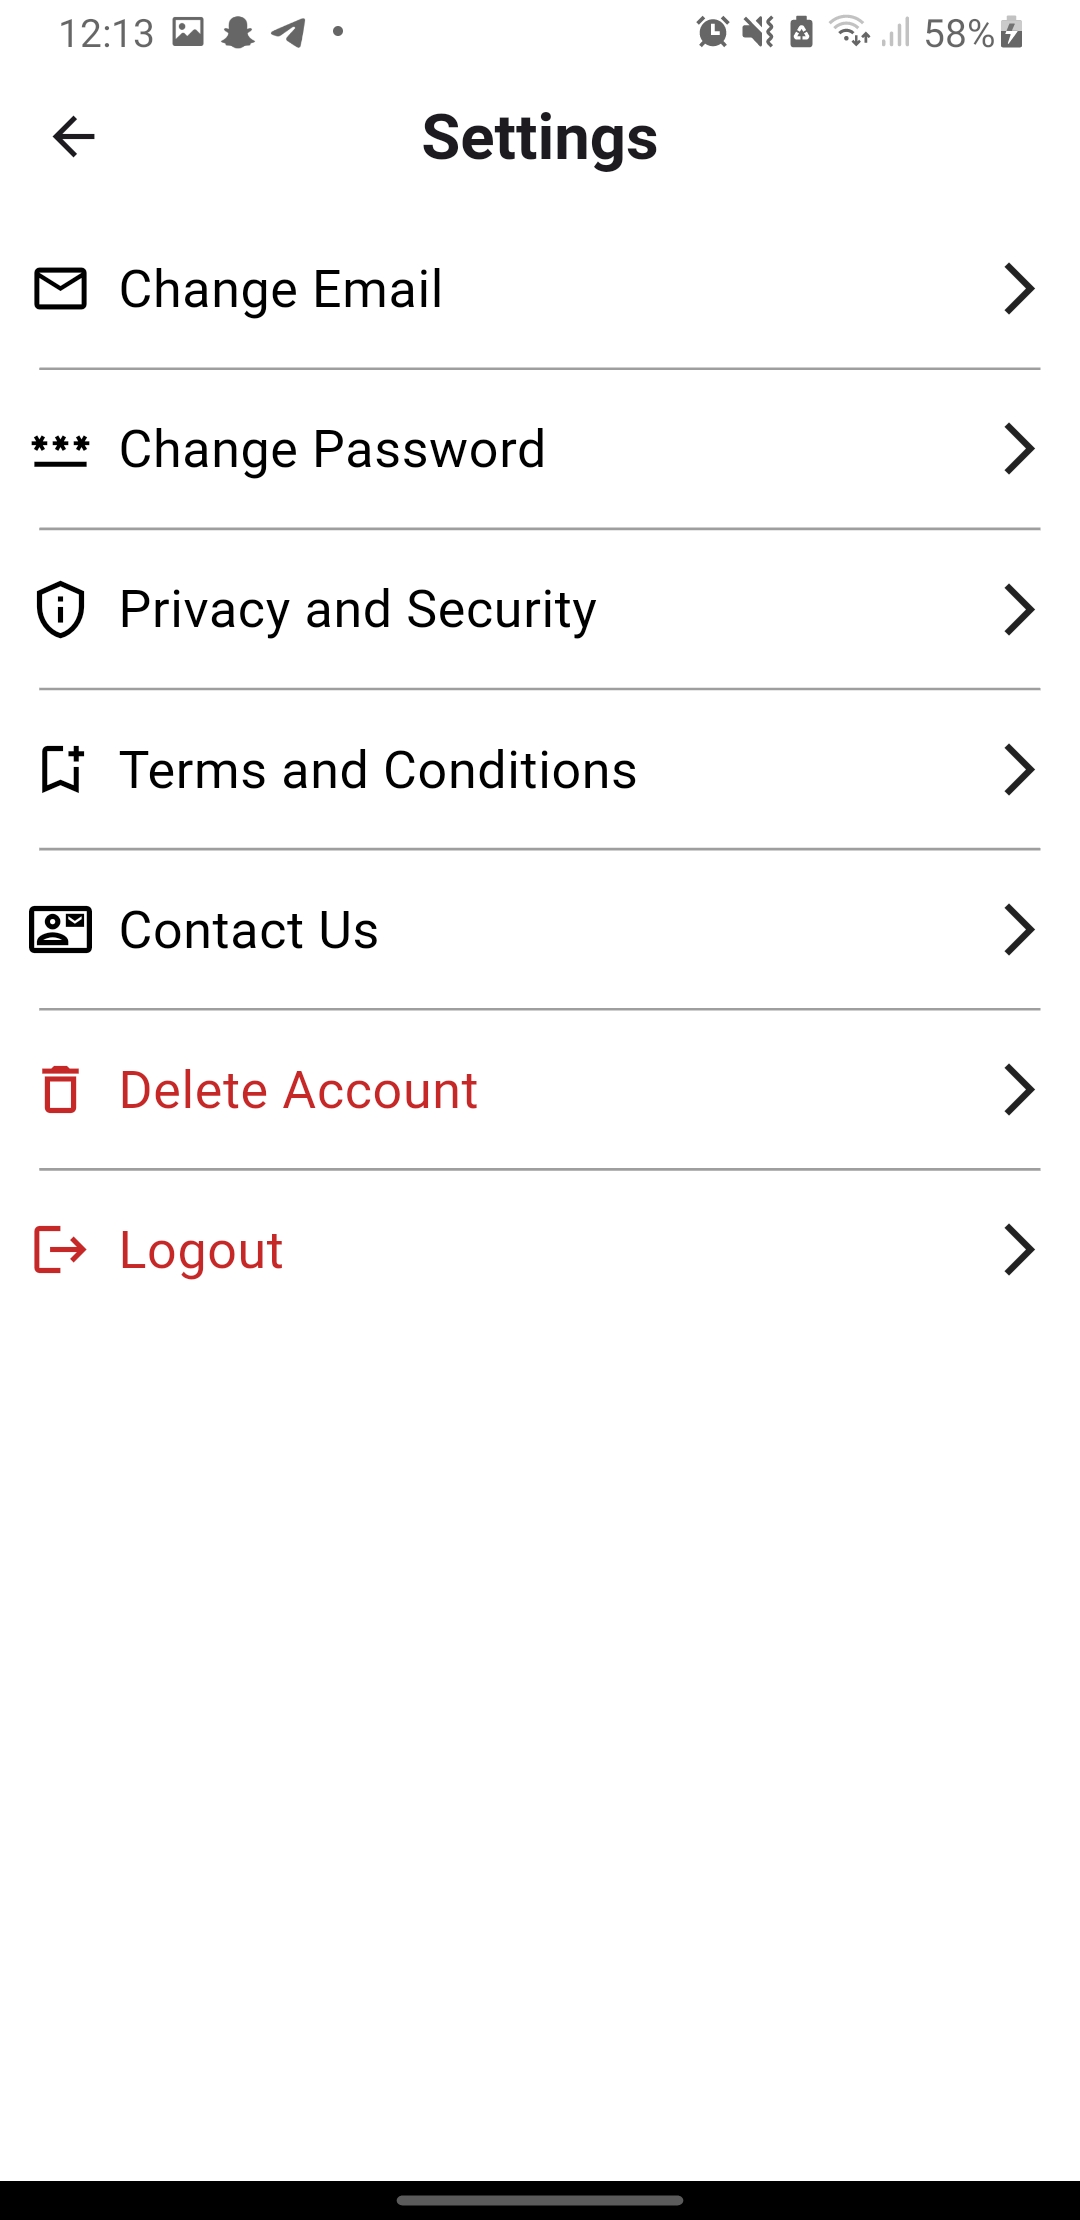 12:13 58%
Settings
Change Email
Change Password
Privacy and Security
Terms and Conditions
Contact Us
Delete Account
Logout